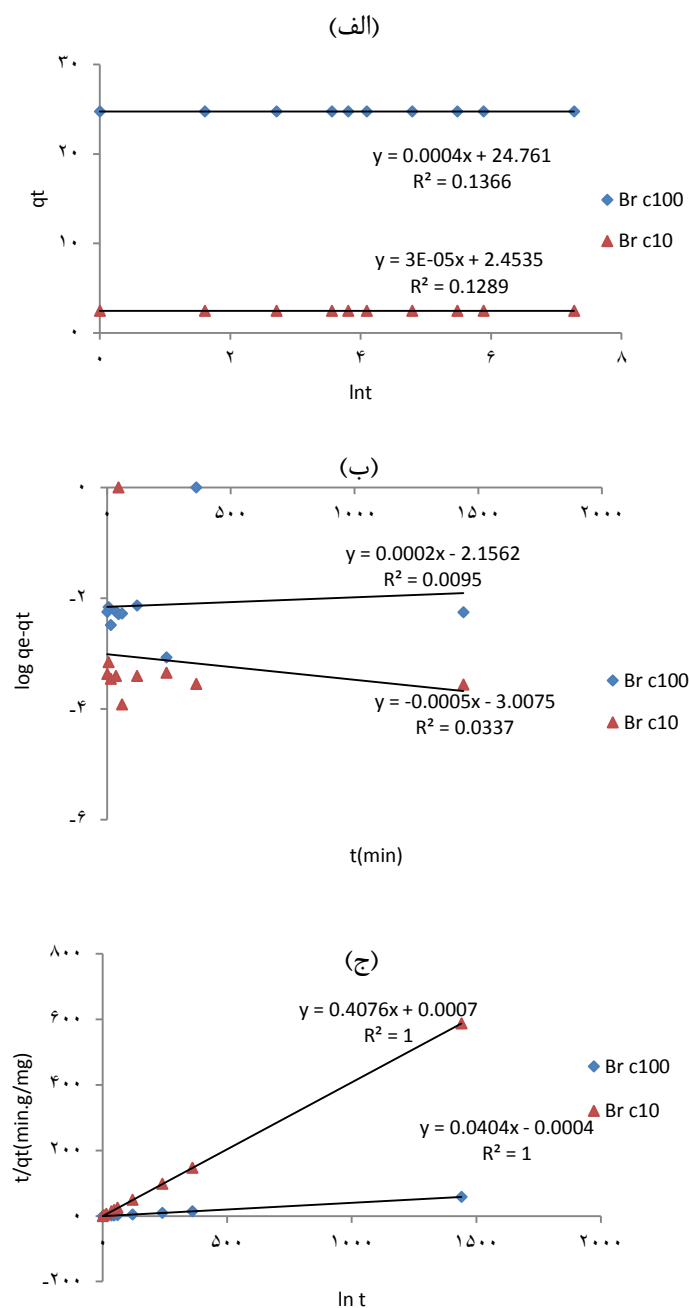 (الف)
۳۰
۲۰
۱۰
۰
qt
y = 0.0004x + 24.761
R² = 0.1366
y = 3E-05x + 2.4535
R² = 0.1289
Br c100
Br c10
۰ ۲ ۴ ۶ ۸
lnt
(ب)
۰
-۲
-۴
-۶
log qe-qt
۰ ۵۰۰ ۱۰۰۰ ۱۵۰۰ ۲۰۰۰
y = 0.0002x - 2.1562
R² = 0.0095
y = -0.0005x - 3.0075
R² = 0.0337
Br c100
Br c10
t(min)
(ج)
۸۰۰
۶۰۰
۴۰۰
۲۰۰
۰
-۲۰۰
t/qt(min.g/mg)
y = 0.4076x + 0.0007
R² = 1
y = 0.0404x - 0.0004
R² = 1
Br c100
Br c10
۰ ۵۰۰ ۱۰۰۰ ۱۵۰۰ ۲۰۰۰
ln t